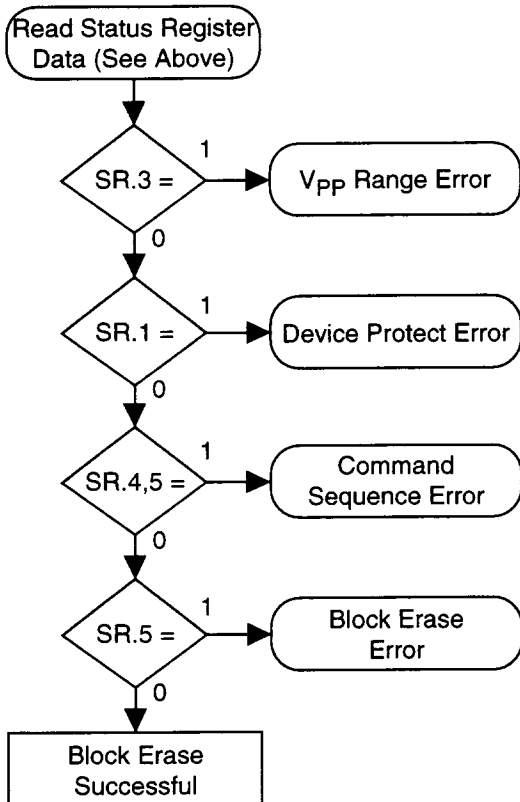 Read Status Register
Data (See Above)
1
SR.3 =
VPP Range Error
0
1
SR.1 =
Device Protect Error
0
1
SR.4,5 =
Command
Sequence Error
0
1
SR.5 =
Block Erase
Error
0
Block Erase
Successful